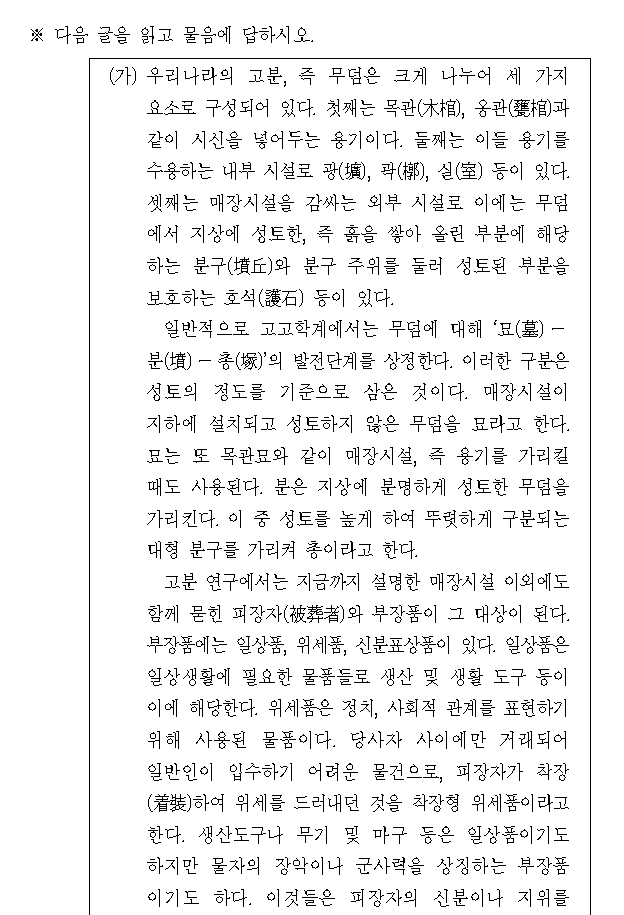 ※ 다음 글을 읽고 물음에 답하시오.
(가) 우리나라의 고분, 즉 무덤은 크게 나누어 세 가지
요소로 구성되어 있다. 첫째는 목관(木棺), 옹관(甕棺)과
같이 시신을 넣어두는 용기이다. 둘째는 이들 용기를
수용하는 내부 시설로 광(壙), 곽(槨), 실(室) 등이 있다.
셋째는 매장시설을 감싸는 외부 시설로 이에는 무덤
에서 지상에 성토한, 즉 흙을 쌓아 올린 부분에 해당
하는 분구(墳丘)와 분구 주위를 둘러 성토된 부분을
보호하는 호석(護石) 등이 있다.
일반적으로 고고학계에서는 무덤에 대해 ‘묘(墓) –
분(墳) – 총(塚)’의 발전단계를 상정한다. 이러한 구분은
성토의 정도를 기준으로 삼은 것이다. 매장시설이
지하에 설치되고 성토하지 않은 무덤을 묘라고 한다.
묘는 또 목관묘와 같이 매장시설, 즉 용기를 가리킬
때도 사용된다. 분은 지상에 분명하게 성토한 무덤을
가리킨다. 이 중 성토를 높게 하여 뚜렷하게 구분되는
대형 분구를 가리켜 총이라고 한다.
고분 연구에서는 지금까지 설명한 매장시설 이외에도
함께 묻힌 피장자(被葬者)와 부장품이 그 대상이 된다.
부장품에는 일상품, 위세품, 신분표상품이 있다. 일상품은
일상생활에 필요한 물품들로 생산 및 생활 도구 등이
이에 해당한다. 위세품은 정치, 사회적 관계를 표현하기
위해 사용된 물품이다. 당사자 사이에만 거래되어
일반인이 입수하기 어려운 물건으로, 피장자가 착장
(着裝)하여 위세를 드러내던 것을 착장형 위세품이라고
한다. 생산도구나 무기 및 마구 등은 일상품이기도
하지만 물자의 장악이나 군사력을 상징하는 부장품
이기도 하다. 이것들은 피장자의 신분이나 지위를